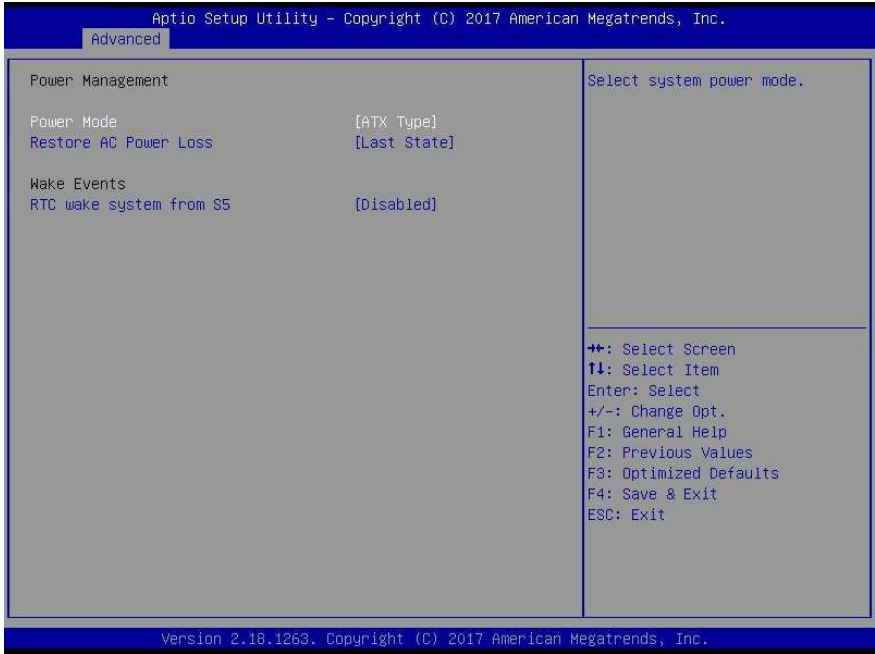 Aptio Setup Utility – Copyright (C) 2017 American Megatrends, Inc.
Advanced
Power Management
Power Mode [ATX Type]
Restore AC Power Loss [Last State]
Wake Events
RTC wake system from S5 [Disabled]
Select system power mode.
→←: Select Screen
↑↓: Select Item
Enter: Select
+/-: Change Opt.
F1: General Help
F2: Previous Values
F3: Optimized Defaults
F4: Save & Exit
ESC: Exit
Version 2.18.1263. Copyright (C) 2017 American Megatrends, Inc.